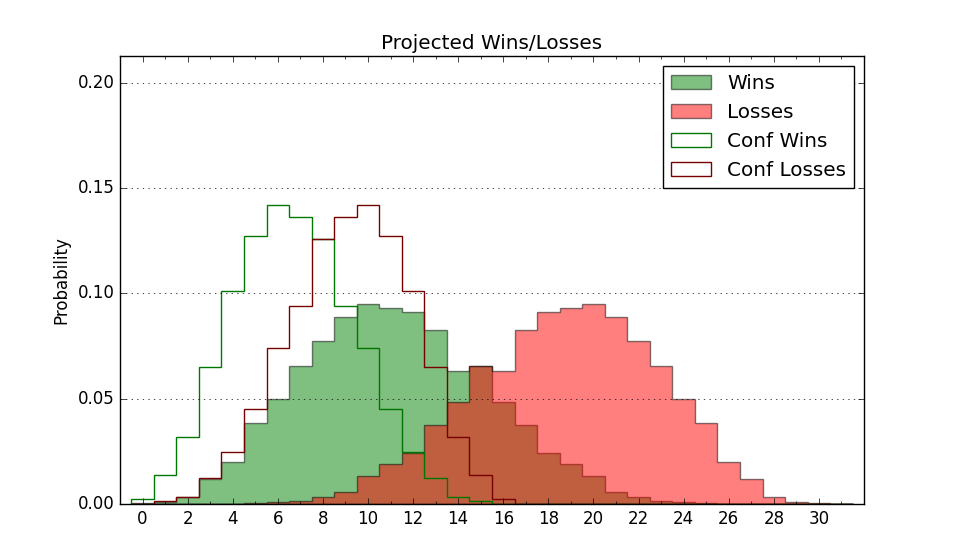 Projected Wins/Losses
Wins
Losses
Conf Wins
Conf Losses
Probability
0.20
0.15
0.10
0.05
0.00
0 2 4 6 8 10 12 14 16 18 20 22 24 26 28 30